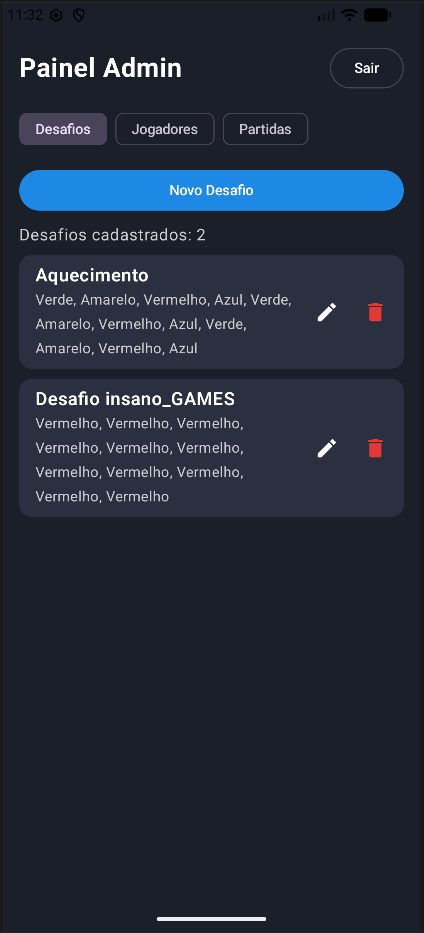 11:32
Painel Admin
Sair
Desafios
Jogadores
Partidas
Novo Desafio
Desafios cadastrados: 2
Aquecimento
Verde, Amarelo, Vermelho, Azul, Verde,
Amarelo, Vermelho, Azul, Verde,
Amarelo, Vermelho, Azul
Desafio insano_GAMES
Vermelho, Vermelho, Vermelho,
Vermelho, Vermelho, Vermelho,
Vermelho, Vermelho, Vermelho,
Vermelho, Vermelho